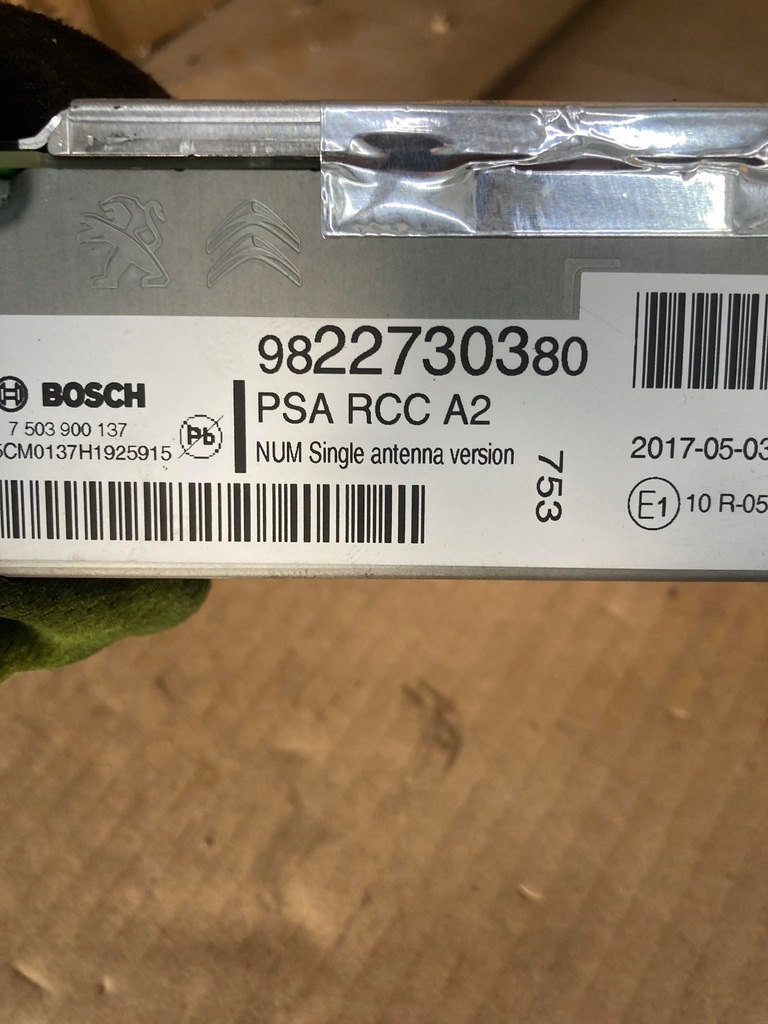 9822730380
BOSCH
PSA RCC A2
7 503 900 137
Pb
5CM0137H1925915
NUM Single antenna version
753
2017-05-03
E1
10 R-05